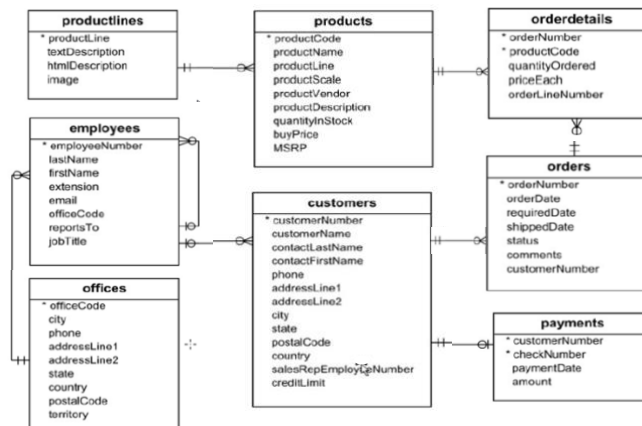 productlines
* productLine
textDescription
htmlDescription
image
products
* productCode
productName
productLine
productScale
productVendor
productDescription
quantityInStock
buyPrice
MSRP
orderdetails
* orderNumber
* productCode
quantityOrdered
priceEach
orderLineNumber
employees
* employeeNumber
lastName
firstName
extension
email
officeCode
reportsTo
jobTitle
customers
* customerNumber
customerName
contactLastName
contactFirstName
phone
addressLine1
addressLine2
city
state
postalCode
country
salesRepEmployeeNumber
creditLimit
orders
* orderNumber
orderDate
requiredDate
shippedDate
status
comments
customerNumber
offices
* officeCode
city
phone
addressLine1
addressLine2
state
country
postalCode
territory
payments
* customerNumber
* checkNumber
paymentDate
amount